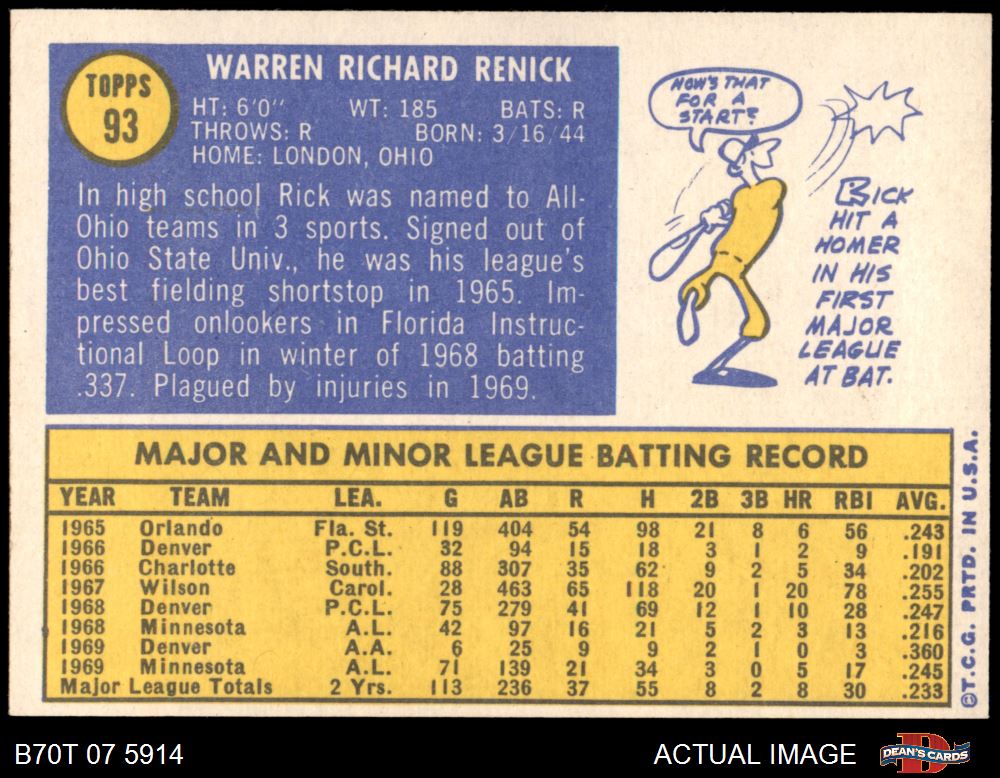 TOPPS
93
WARREN RICHARD RENICK
HT: 6'0" WT: 185 BATS: R
THROWS: R BORN: 3/16/44
HOME: LONDON, OHIO
In high school Rick was named to All-
Ohio teams in 3 sports. Signed out of
Ohio State Univ., he was his league's
best fielding shortstop in 1965. Im-
pressed onlookers in Florida Instruc-
tional Loop in winter of 1968 batting
.337. Plagued by injuries in 1969.
HOW'S THAT
FOR A
START?
RICK
HIT A
HOMER
IN HIS
FIRST
MAJOR
LEAGUE
AT BAT.
MAJOR AND MINOR LEAGUE BATTING RECORD
YEAR TEAM LEA. G AB R H 2B 3B HR RBI AVG.
1965 Orlando Fla. St. 119 404 54 98 21 8 6 56 .243
1966 Denver P.C.L. 32 94 15 18 3 1 2 9 .191
1966 Charlotte South. 88 307 35 62 9 2 5 34 .202
1967 Wilson Carol. 28 463 65 118 20 1 20 78 .255
1968 Denver P.C.L. 75 279 41 69 12 1 10 28 .247
1968 Minnesota A.L. 42 97 16 21 5 2 3 13 .216
1969 Denver A.A. 6 25 9 9 2 1 0 3 .360
1969 Minnesota A.L. 71 139 21 34 3 0 5 17 .245
Major League Totals 2 Yrs. 113 236 37 55 8 2 8 30 .233
©T.C.G. PRTD. IN U.S.A.
B70T 07 5914
ACTUAL IMAGE
DEAN'S CARDS